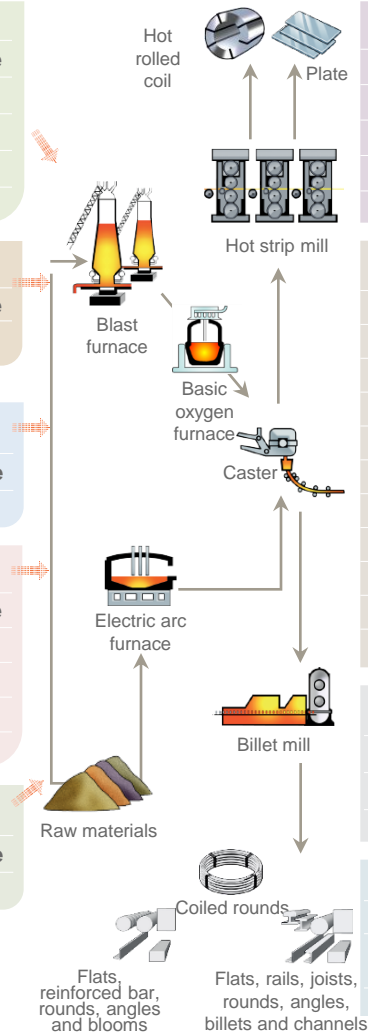 Hot
rolled
coil
Plate
Hot strip mill
Blast
furnace
Basic
oxygen
furnace
Caster
Electric arc
furnace
Billet mill
Raw materials
Coiled rounds
Flats,
reinforced bar,
rounds, angles
and blooms
Flats, rails, joists,
rounds, angles,
billets and channels